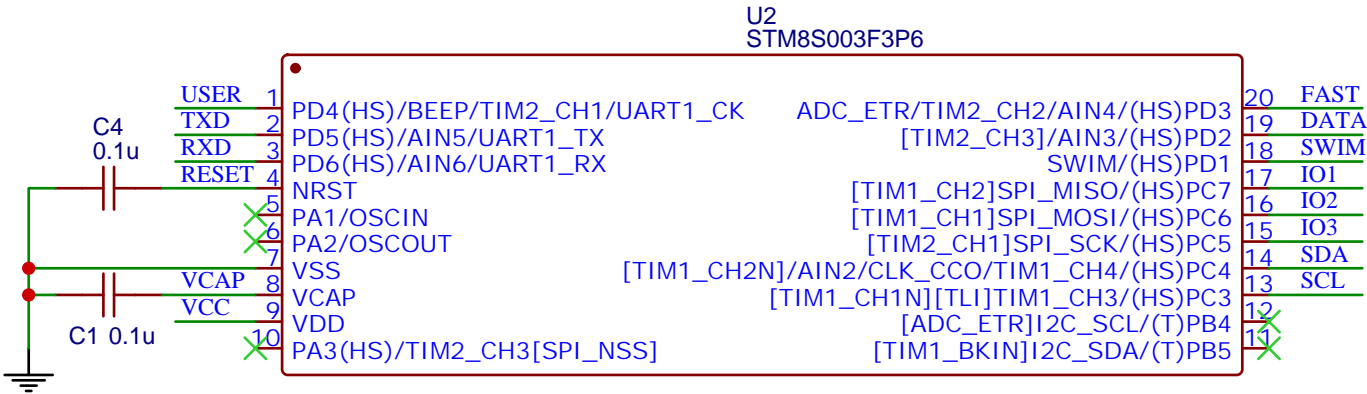 U2
STM8S003F3P6
USER 1 PD4(HS)/BEEP/TIM2_CH1/UART1_CK ADC_ETR/TIM2_CH2/AIN4/(HS)PD3 20 FAST
TXD 2 PD5(HS)/AIN5/UART1_TX [TIM2_CH3]/AIN3/(HS)PD2 19 DATA
RXD 3 PD6(HS)/AIN6/UART1_RX SWIM/(HS)PD1 18 SWIM
C4
0.1u
RESET 4 NRST [TIM1_CH2]SPI_MISO/(HS)PC7 17 IO1
5 PA1/OSCIN [TIM1_CH1]SPI_MOSI/(HS)PC6 16 IO2
6 PA2/OSCOUT [TIM2_CH1]SPI_SCK/(HS)PC5 15 IO3
7 VSS [TIM1_CH2N]/AIN2/CLK_CCO/TIM1_CH4/(HS)PC4 14 SDA
VCAP 8 VCAP [TIM1_CH1N][TLI]TIM1_CH3/(HS)PC3 13 SCL
VCC 9 VDD [ADC_ETR]I2C_SCL/(T)PB4 12
C1 0.1u
10 PA3(HS)/TIM2_CH3[SPI_NSS] [TIM1_BKIN]I2C_SDA/(T)PB5 11